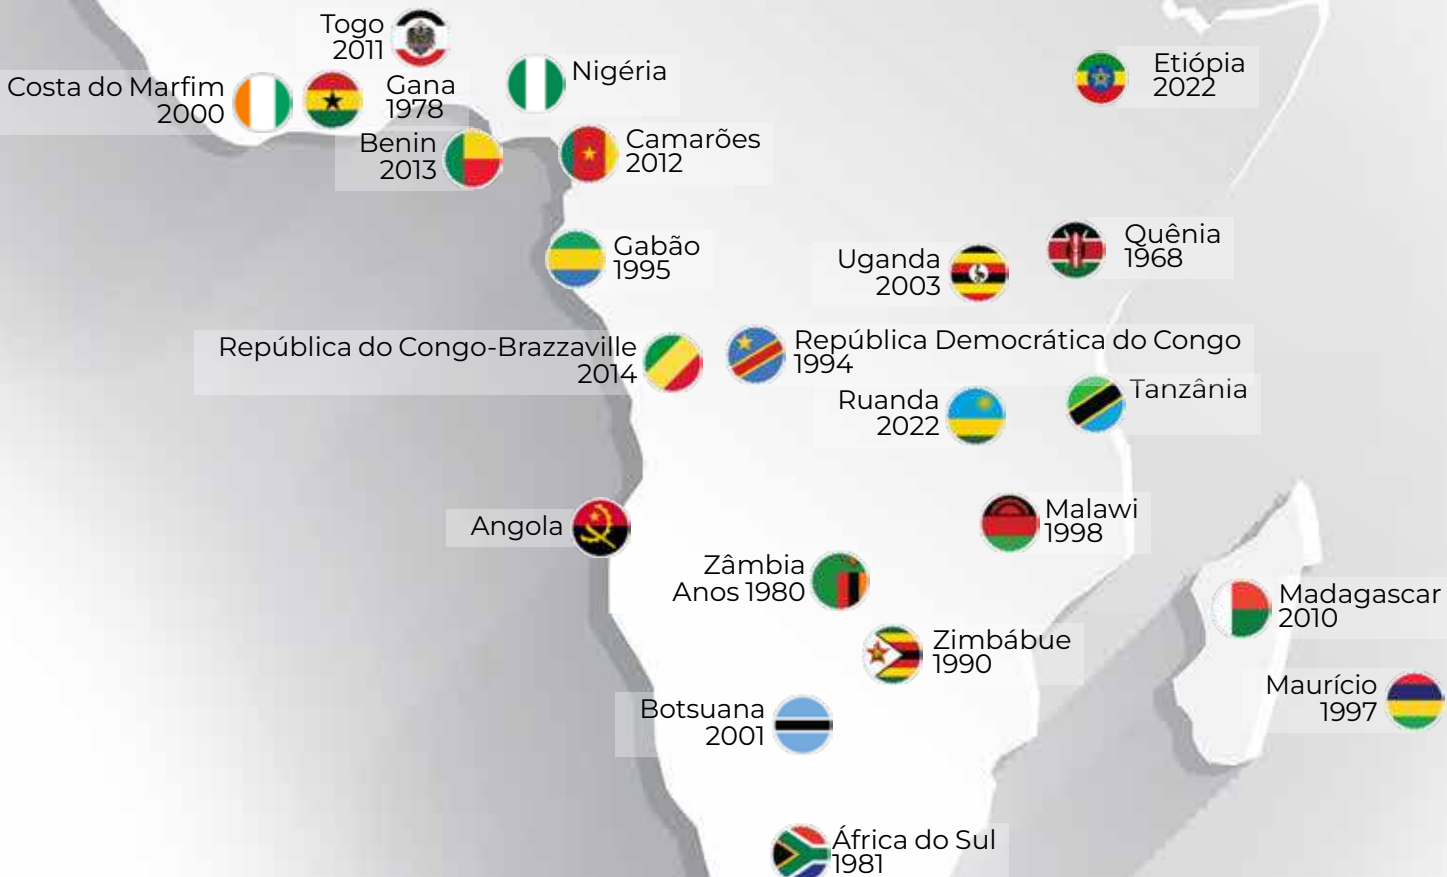 Togo
2011
Costa do Marfim
2000
Gana
1978
Nigéria
Etiópia
2022
Benin
2013
Camarões
2012
Gabão
1995
Uganda
2003
Quênia
1968
República do Congo-Brazzaville
2014
República Democrática do Congo
1994
Ruanda
2022
Tanzânia
Angola
Malawi
1998
Zâmbia
Anos 1980
Madagascar
2010
Zimbábue
1990
Maurício
1997
Botsuana
2001
África do Sul
1981